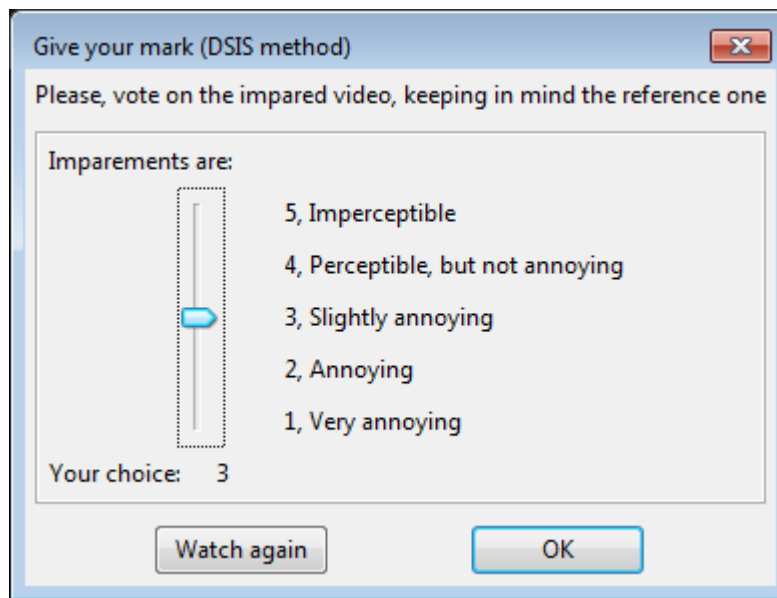 Give your mark (DSIS method)
Please, vote on the impared video, keeping in mind the reference one
Imparements are:
5, Imperceptible
4, Perceptible, but not annoying
3, Slightly annoying
2, Annoying
1, Very annoying
Your choice: 3
Watch again OK